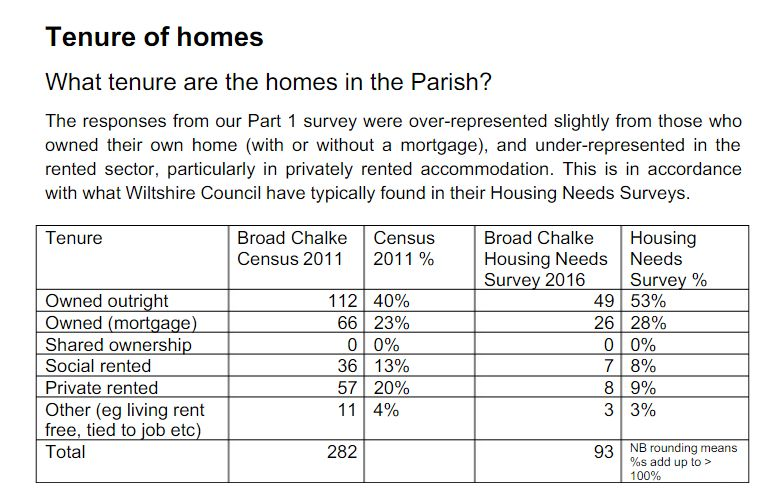 Tenure of homes
What tenure are the homes in the Parish?
The responses from our Part 1 survey were over-represented slightly from those who
owned their own home (with or without a mortgage), and under-represented in the
rented sector, particularly in privately rented accommodation. This is in accordance
with what Wiltshire Council have typically found in their Housing Needs Surveys.
Tenure Broad Chalke Census Broad Chalke Housing
Census 2011 2011 % Housing Needs Needs
Survey 2016 Survey %
Owned outright 112 40% 49 53%
Owned (mortgage) 66 23% 26 28%
Shared ownership 0 0% 0 0%
Social rented 36 13% 7 8%
Private rented 57 20% 8 9%
Other (eg living rent 11 4% 3 3%
free, tied to job etc)
Total 282 93 NB rounding means
%s add up to >
100%